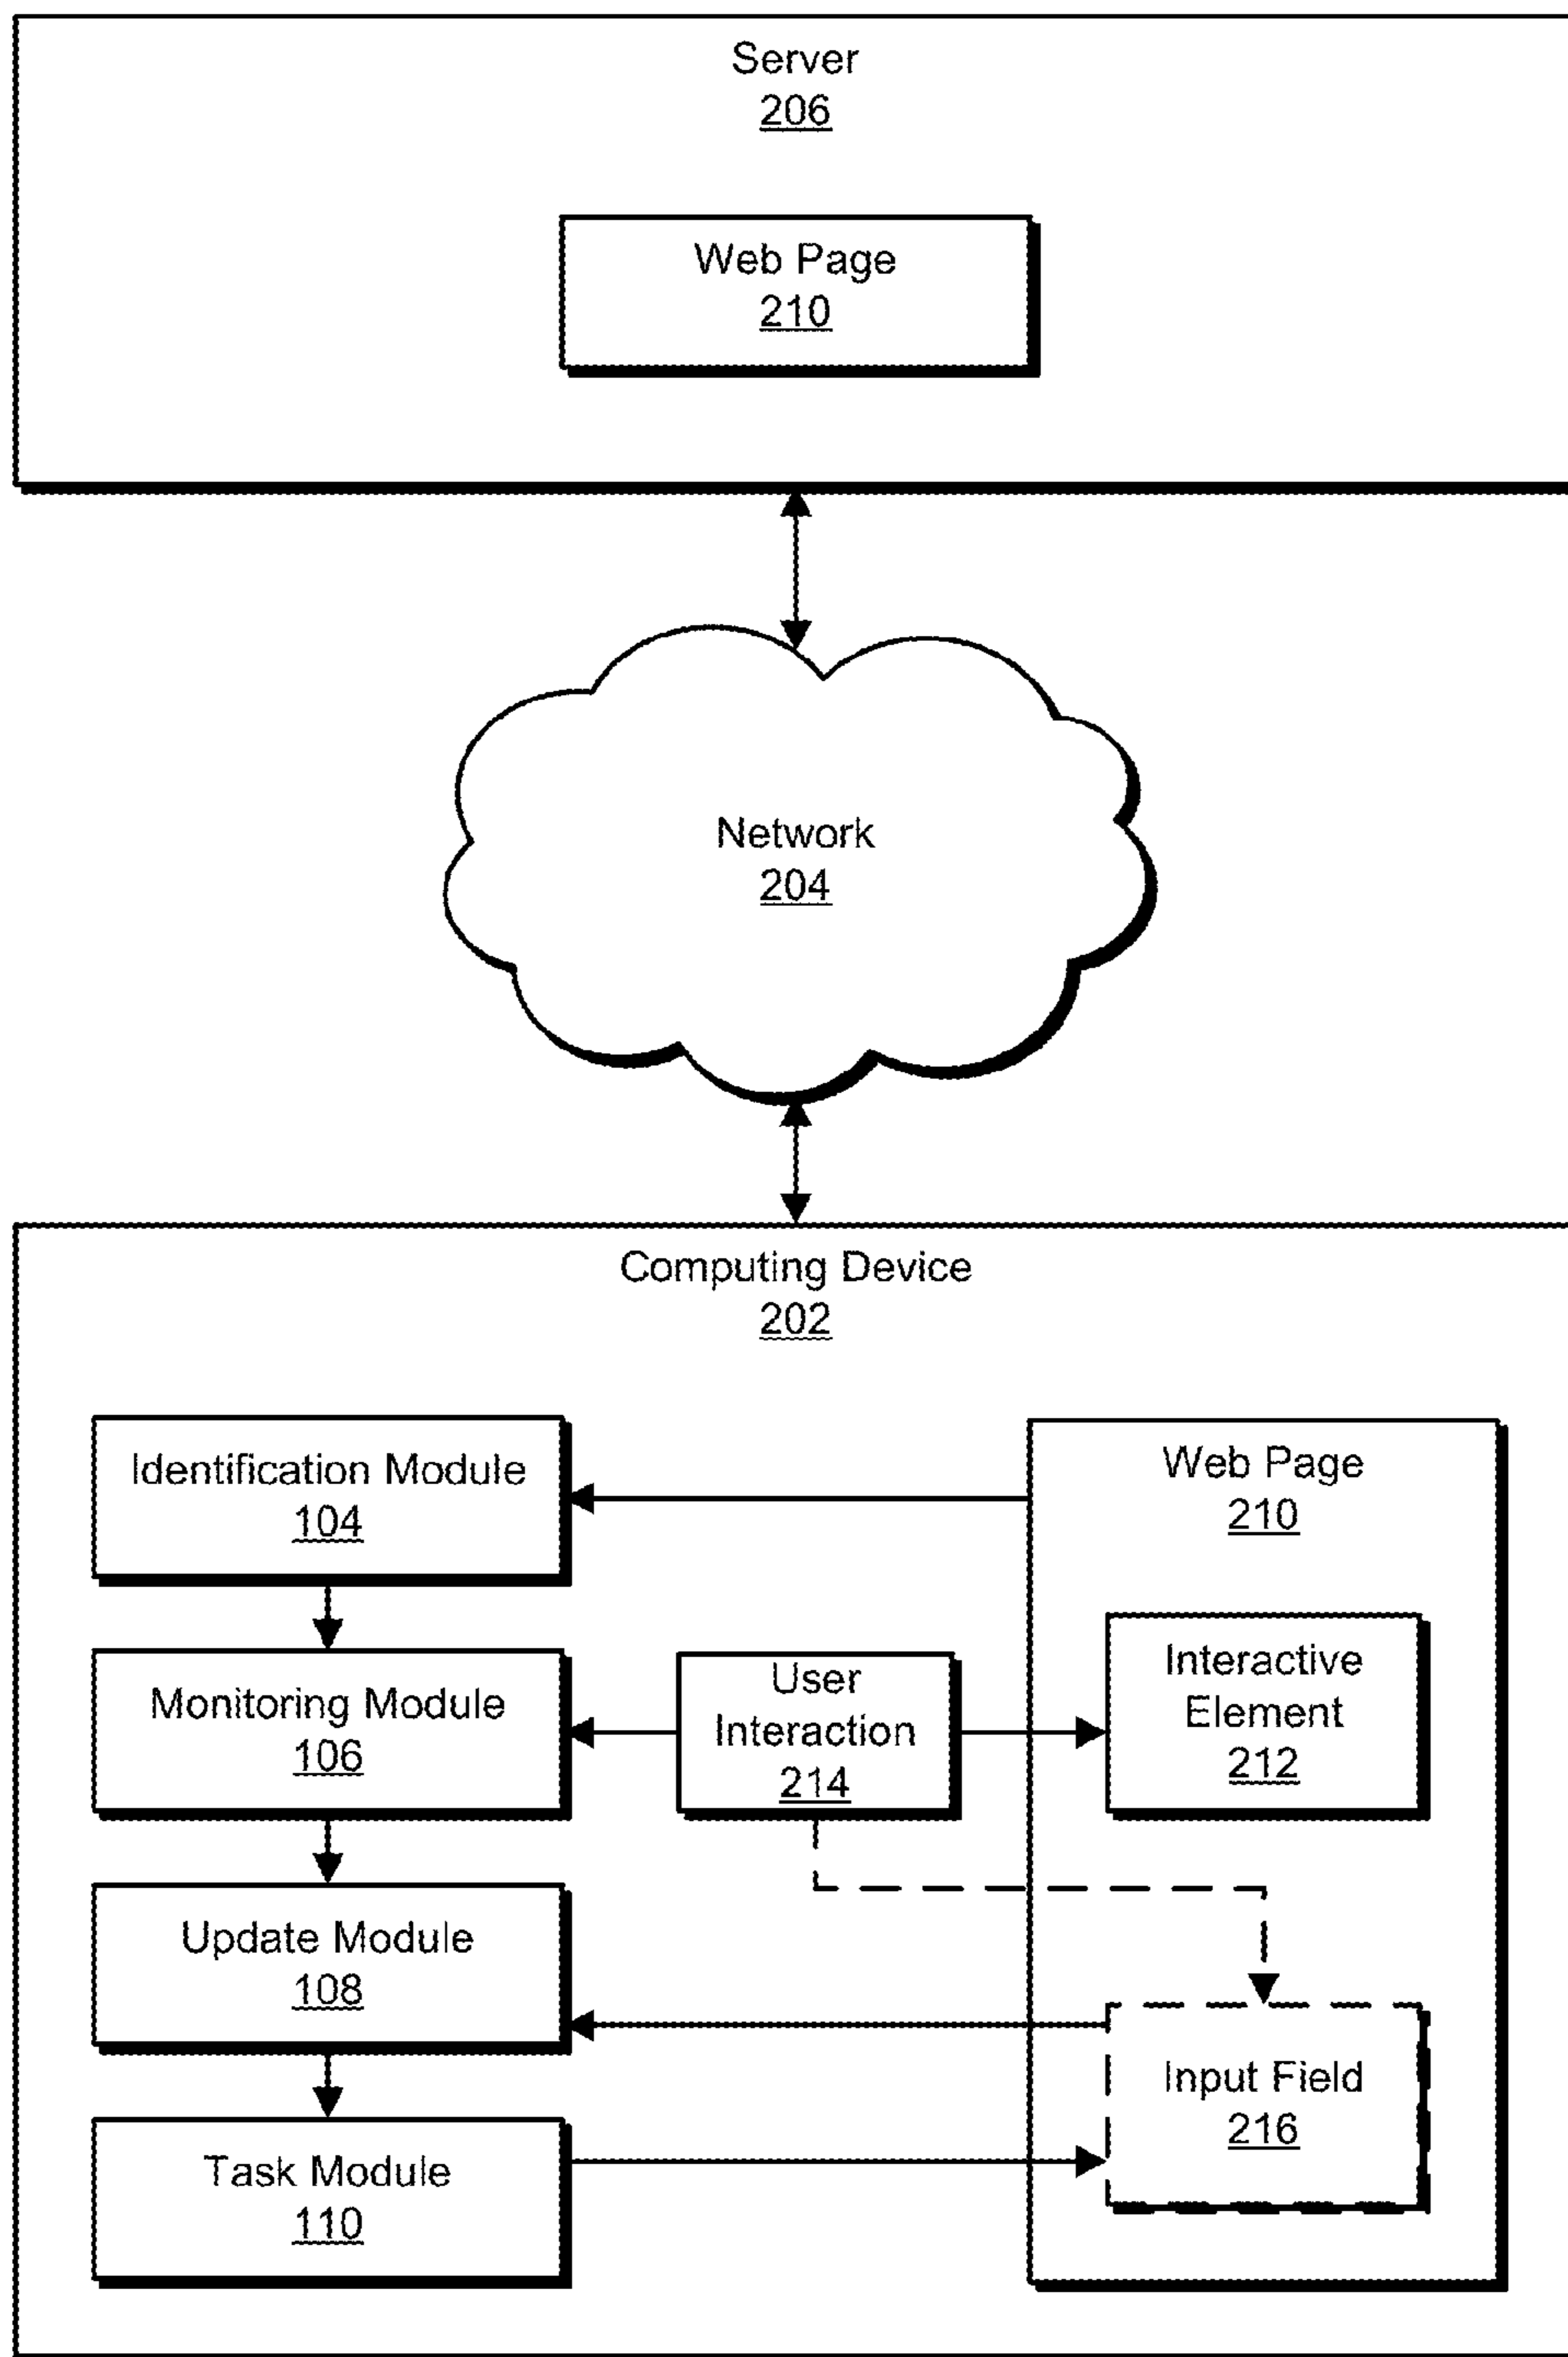 Server
206
Web Page
210
Network
204
Computing Device
202
Identification Module
104
Web Page
210
Monitoring Module
106
User
Interaction
214
Interactive
Element
212
Update Module
108
Input Field
216
Task Module
110